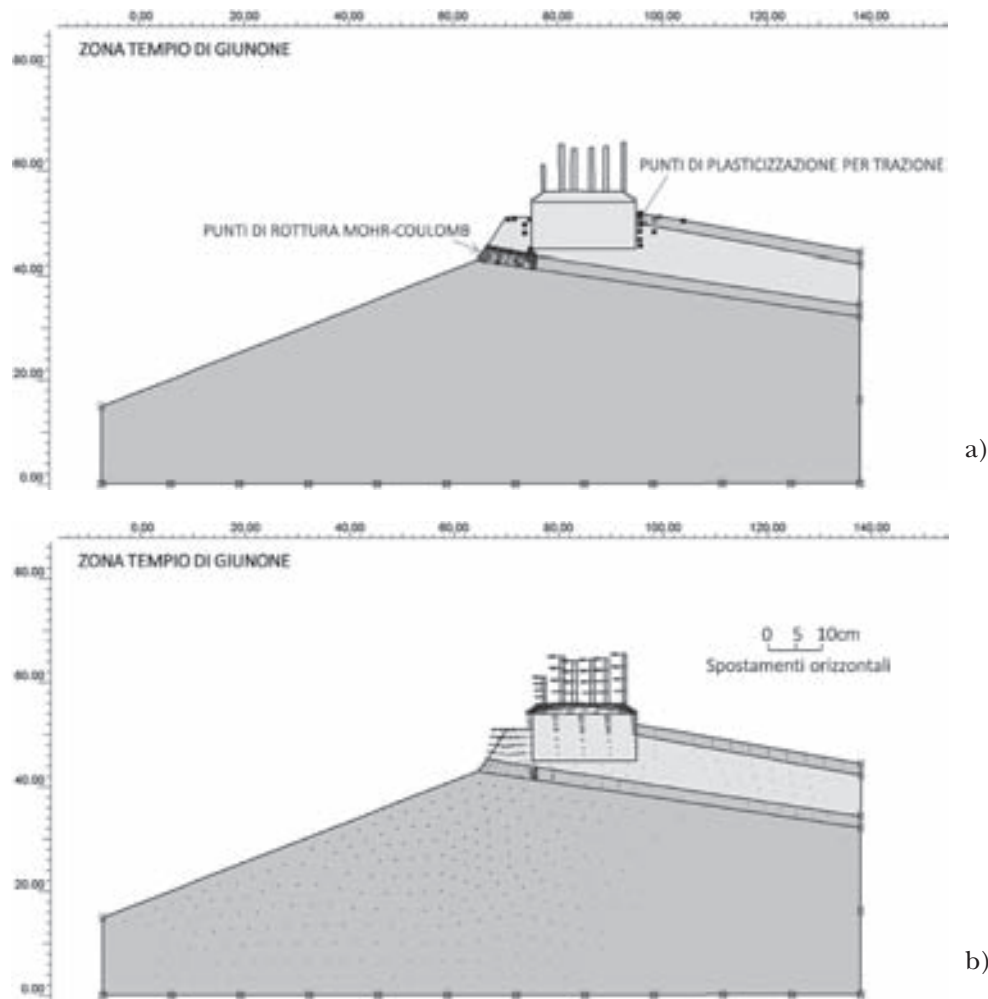 0,00 20,00 40,00 60,00 80,00 100,00 120,00 140,00
ZONA TEMPIO DI GIUNONE
80.00
60.00
PUNTI DI PLASTICIZZAZIONE PER TRAZIONE
PUNTI DI ROTTURA MOHR-COULOMB
40.00
20.00
0.00
a)
0,00 20,00 40,00 60,00 80,00 100,00 120,00 140,00
ZONA TEMPIO DI GIUNONE
80.00
0 5 10cm
Spostamenti orizzontali
60.00
40.00
20.00
0.00
b)